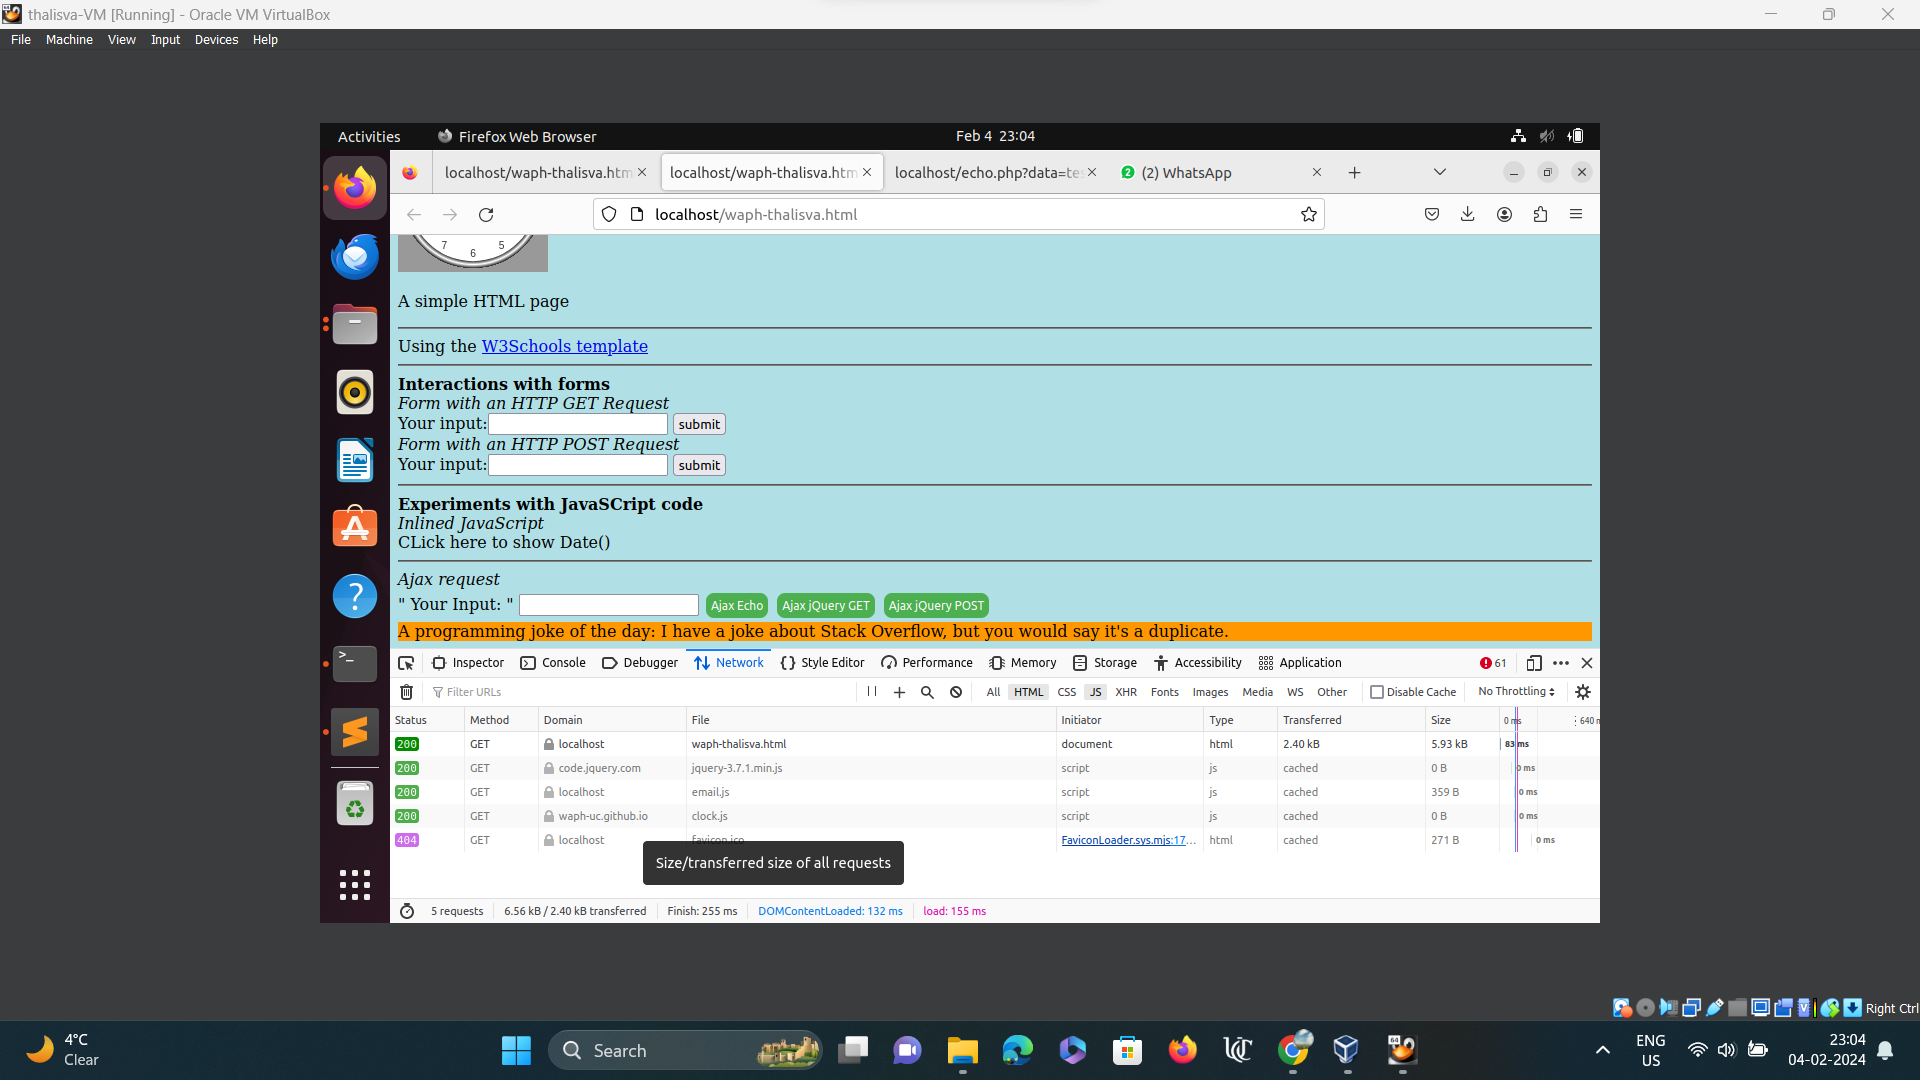 thalisva-VM [Running] - Oracle VM VirtualBox
File Machine View Input Devices Help
Activities Firefox Web Browser Feb 4 23:04
localhost/waph-thalisva.htm localhost/waph-thalisva.htm localhost/echo.php?data=tes 2 (2) WhatsApp
localhost/waph-thalisva.html
7 6 5
A simple HTML page
Using the W3Schools template
Interactions with forms
Form with an HTTP GET Request
Your input: submit
Form with an HTTP POST Request
Your input: submit
Experiments with JavaSCript code
Inlined JavaScript
CLick here to show Date()
Ajax request
" Your Input: " Ajax Echo Ajax jQuery GET Ajax jQuery POST
A programming joke of the day: I have a joke about Stack Overflow, but you would say it's a duplicate.
Inspector Console Debugger Network Style Editor Performance Memory Storage Accessibility Application 61
Filter URLs All HTML CSS JS XHR Fonts Images Media WS Other Disable Cache No Throttling
Status Method Domain File Initiator Type Transferred Size 0 ms 640 m
200 GET localhost waph-thalisva.html document html 2.40 kB 5.93 kB 83 ms
200 GET code.jquery.com jquery-3.7.1.min.js script js cached 0 B 0 ms
200 GET localhost email.js script js cached 359 B 0 ms
200 GET waph-uc.github.io clock.js script js cached 0 B 0 ms
404 GET localhost favicon.ico FaviconLoader.sys.mjs:17... html cached 271 B 0 ms
Size/transferred size of all requests
5 requests 6.56 kB / 2.40 kB transferred Finish: 255 ms DOMContentLoaded: 132 ms load: 155 ms
Right Ctrl
4°C
Clear
Search
ENG
US
23:04
04-02-2024